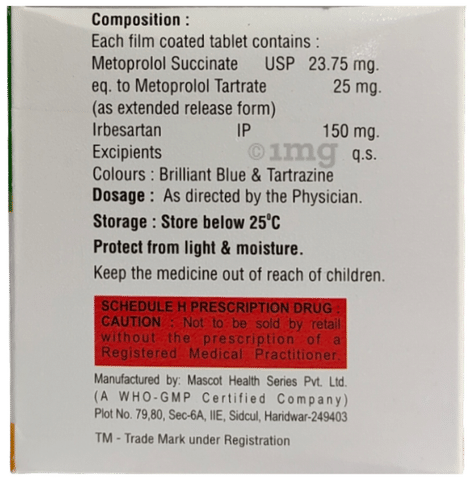 Composition :
Each film coated tablet contains :
Metoprolol Succinate USP 23.75 mg.
eq. to Metoprolol Tartrate 25 mg.
(as extended release form)
Irbesartan IP 150 mg.
Excipients q.s.
©1mg
Colours : Brilliant Blue & Tartrazine
Dosage : As directed by the Physician.
Storage : Store below 25°C
Protect from light & moisture.
Keep the medicine out of reach of children.
SCHEDULE H PRESCRIPTION DRUG :
CAUTION : Not to be sold by retail
without the prescription of a
Registered Medical Practitioner.
Manufactured by: Mascot Health Series Pvt. Ltd.
(A WHO-GMP Certified Company)
Plot No. 79,80, Sec-6A, IIE, Sidcul, Haridwar-249403
TM - Trade Mark under Registration